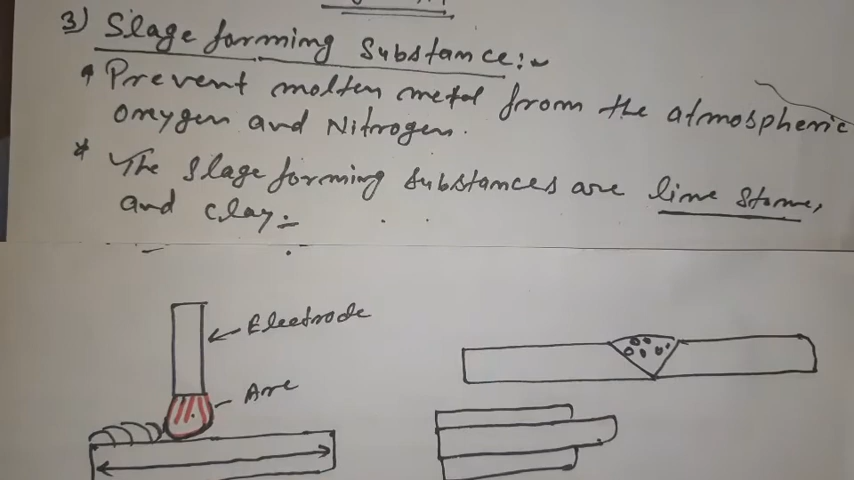 3) Slage forming Substance:~
* Prevent molten metal from the atmospheric
oxygen and Nitrogen.
* The Slage forming substances are lime stone,
and clay:-
Electrode
Arc